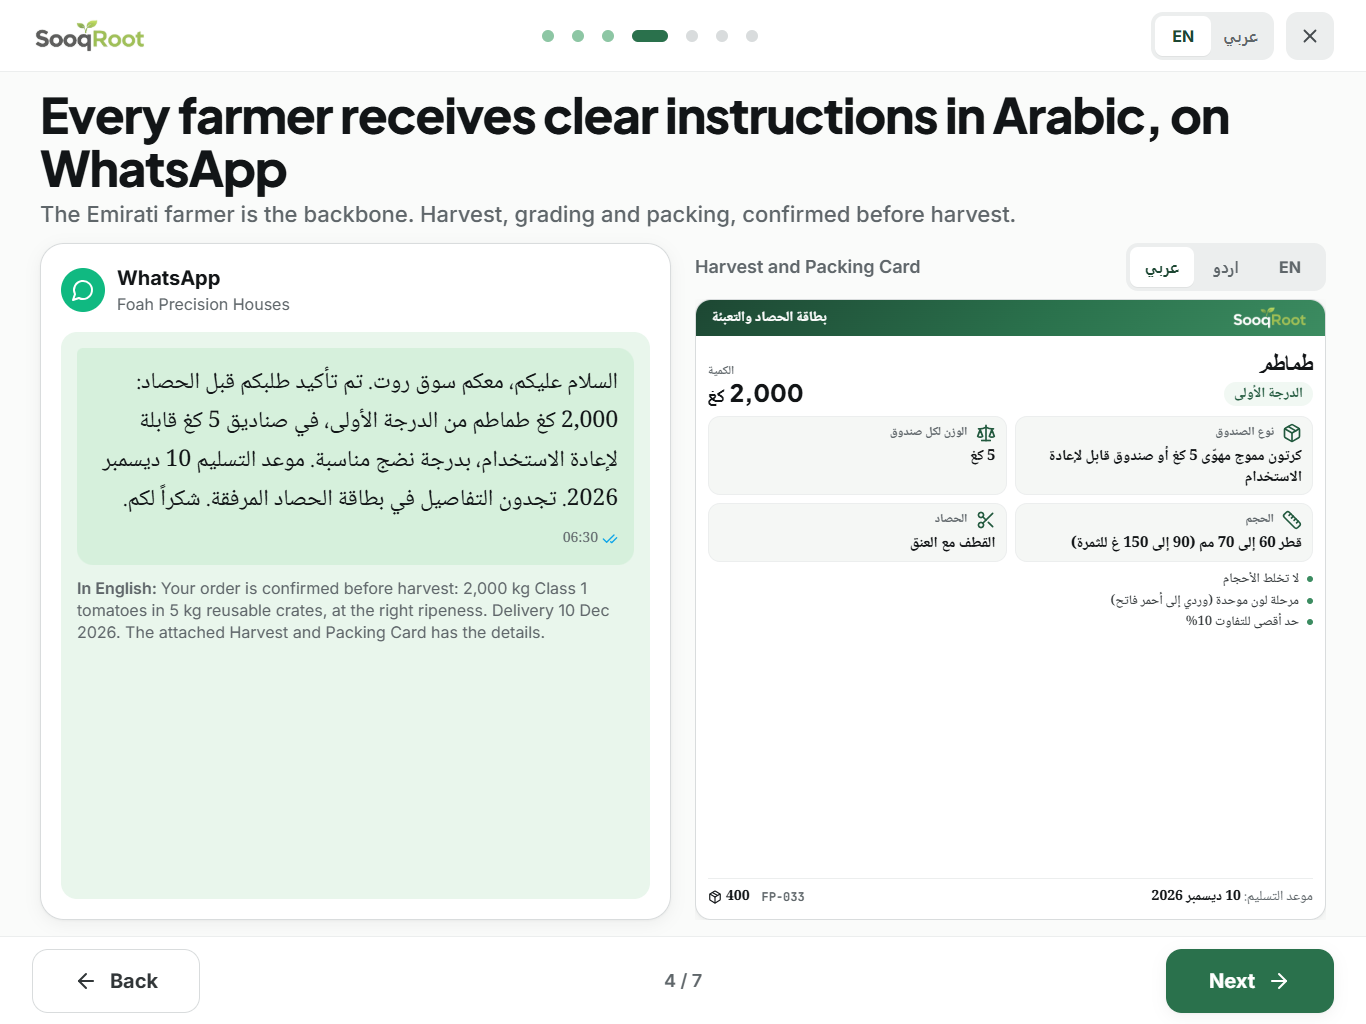 SooqRoot
EN
عربي
Every farmer receives clear instructions in Arabic, on
WhatsApp
The Emirati farmer is the backbone. Harvest, grading and packing, confirmed before harvest.
WhatsApp
Foah Precision Houses
السلام عليكم، معكم سوق روت. تم تأكيد طلبكم قبل الحصاد:
2,000 كغ طماطم من الدرجة الأولى، في صناديق 5 كغ قابلة
لإعادة الاستخدام، بدرجة نضج مناسبة. موعد التسليم 10 ديسمبر
2026. تجدون التفاصيل في بطاقة الحصاد المرفقة. شكراً لكم.
06:30
In English: Your order is confirmed before harvest: 2,000 kg Class 1
tomatoes in 5 kg reusable crates, at the right ripeness. Delivery 10 Dec
2026. The attached Harvest and Packing Card has the details.
Harvest and Packing Card
عربي
اردو
EN
بطاقة الحصاد والتعبئة
SooqRoot
طماطم
الدرجة الأولى
الكمية
2,000 كغ
نوع الصندوق
كرتون مموج مهوّى 5 كغ أو صندوق قابل لإعادة
الاستخدام
الوزن لكل صندوق
5 كغ
الحجم
قطر 60 إلى 70 مم (90 إلى 150 غ للثمرة)
الحصاد
القطف مع العنق
لا تخلط الأحجام
مرحلة لون موحدة (وردي إلى أحمر فاتح)
حد أقصى للتفاوت 10%
موعد التسليم: 10 ديسمبر 2026
400 FP-033
Back
4 / 7
Next